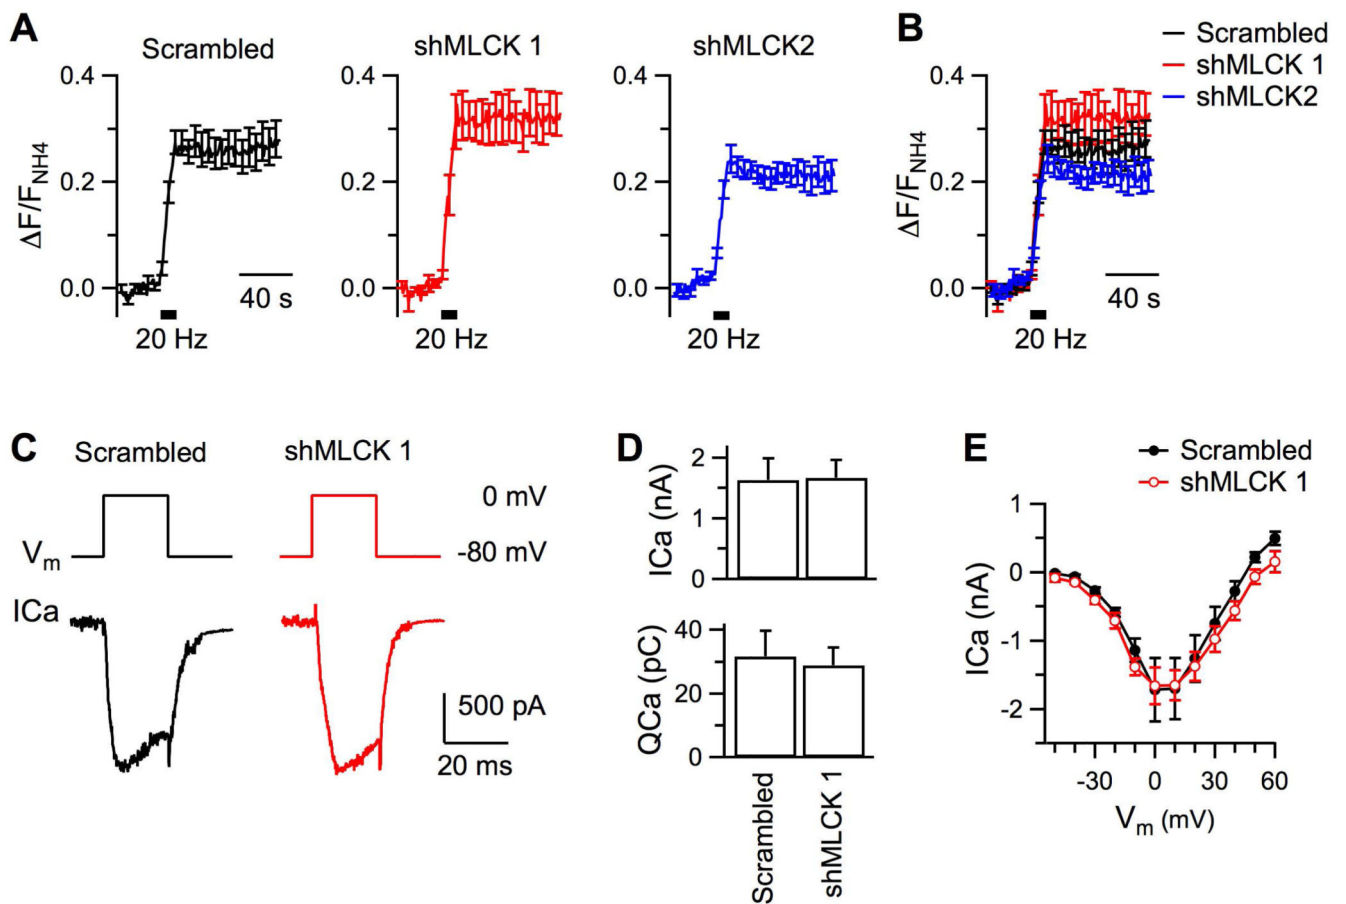 A
Scrambled
shMLCK 1
shMLCK2
B
Scrambled
shMLCK 1
shMLCK2
ΔF/F_NH4
0.4
0.2
0.0
40 s
20 Hz
0.4
0.2
0.0
20 Hz
0.4
0.2
0.0
20 Hz
ΔF/F_NH4
0.4
0.2
0.0
40 s
20 Hz
C
Scrambled
shMLCK 1
0 mV
-80 mV
V_m
ICa
500 pA
20 ms
D
ICa (nA)
2
1
0
QCa (pC)
40
20
0
Scrambled
shMLCK 1
E
Scrambled
shMLCK 1
ICa (nA)
1
0
-1
-2
-30 0 30 60
V_m (mV)